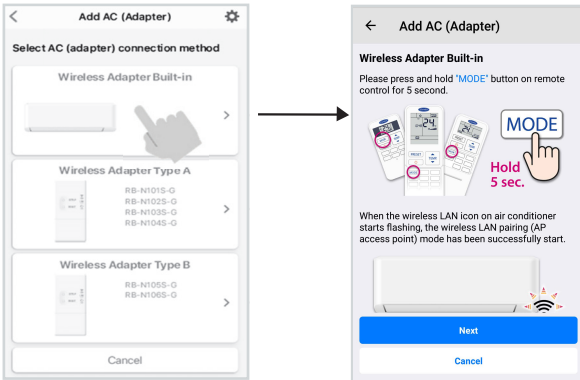 Add AC (Adapter)
Select AC (adapter) connection method
Wireless Adapter Built-in
Wireless Adapter Type A
RB-N101S-G
RB-N102S-G
RB-N103S-G
RB-N104S-G
Wireless Adapter Type B
RB-N105S-G
RB-N106S-G
Cancel
Add AC (Adapter)
Wireless Adapter Built-in
Please press and hold "MODE" button on remote
control for 5 second.
MODE
Hold
5 sec.
When the wireless LAN icon on air conditioner
starts flashing, the wireless LAN pairing (AP
access point) mode has been successfully start.
Next
Cancel